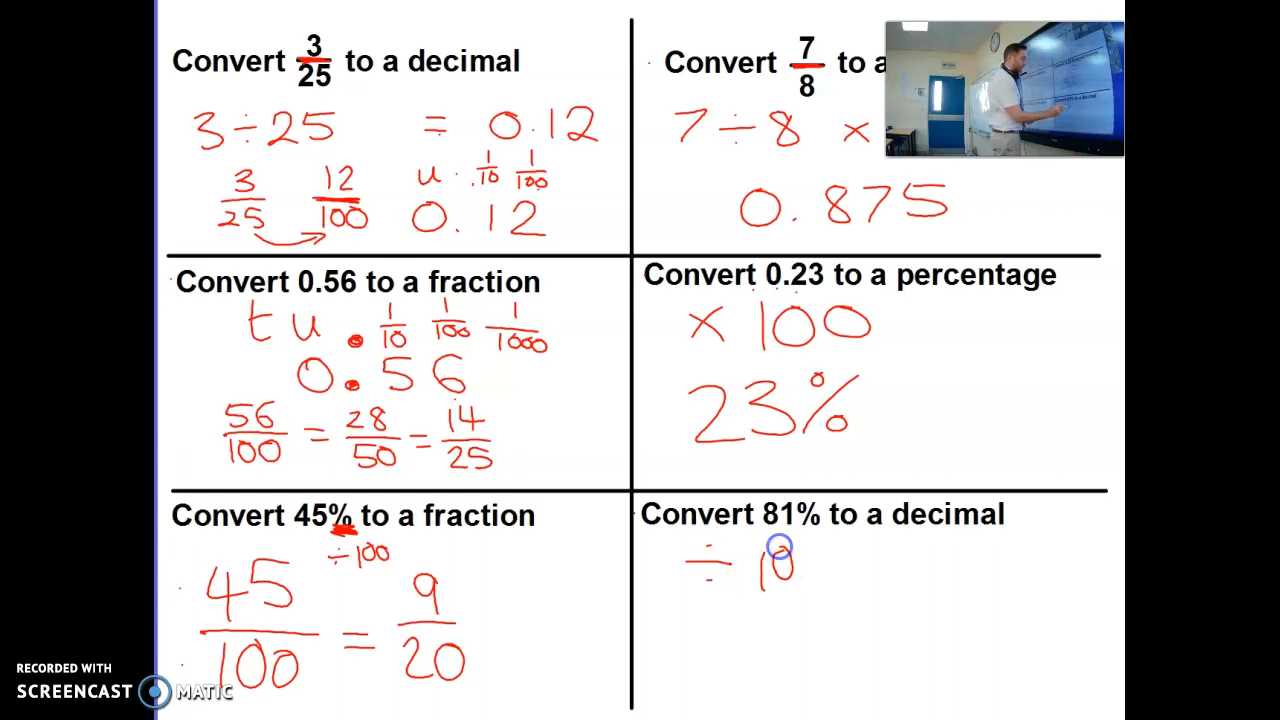 Convert 3/25 to a decimal
3 ÷ 25 = 0.12
3/25 12/100 u . 1/10 1/100
0.12
Convert 7/8 to a
7 ÷ 8 ×
0.875
Convert 0.56 to a fraction
t u . 1/10 1/100 1/1000
0.56
56/100 = 28/50 = 14/25
Convert 0.23 to a percentage
× 100
23%
Convert 45% to a fraction
÷100
45/100 = 9/20
Convert 81% to a decimal
÷ 10
RECORDED WITH
SCREENCAST MATIC